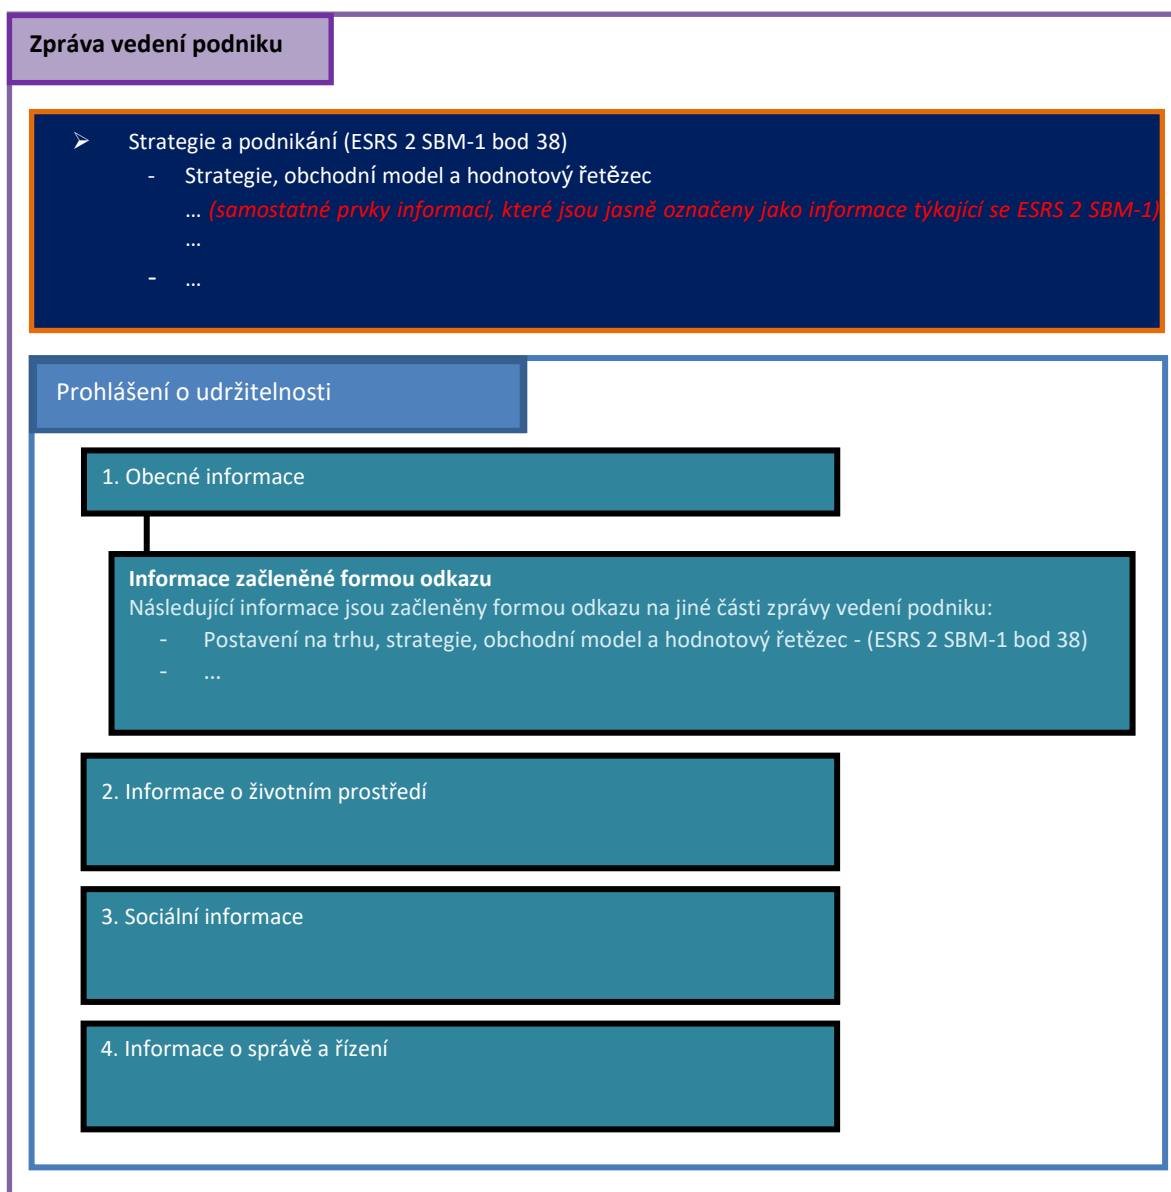 Zpráva vedení podniku
➢ Strategie a podnikání (ESRS 2 SBM-1 bod 38)
- Strategie, obchodní model a hodnotový řetězec
… (samostatné prvky informací, které jsou jasně označeny jako informace týkající se ESRS 2 SBM-1)
…
- …
Prohlášení o udržitelnosti
1. Obecné informace
Informace začleněné formou odkazu
Následující informace jsou začleněny formou odkazu na jiné části zprávy vedení podniku:
- Postavení na trhu, strategie, obchodní model a hodnotový řetězec - (ESRS 2 SBM-1 bod 38)
- ...
2. Informace o životním prostředí
3. Sociální informace
4. Informace o správě a řízení